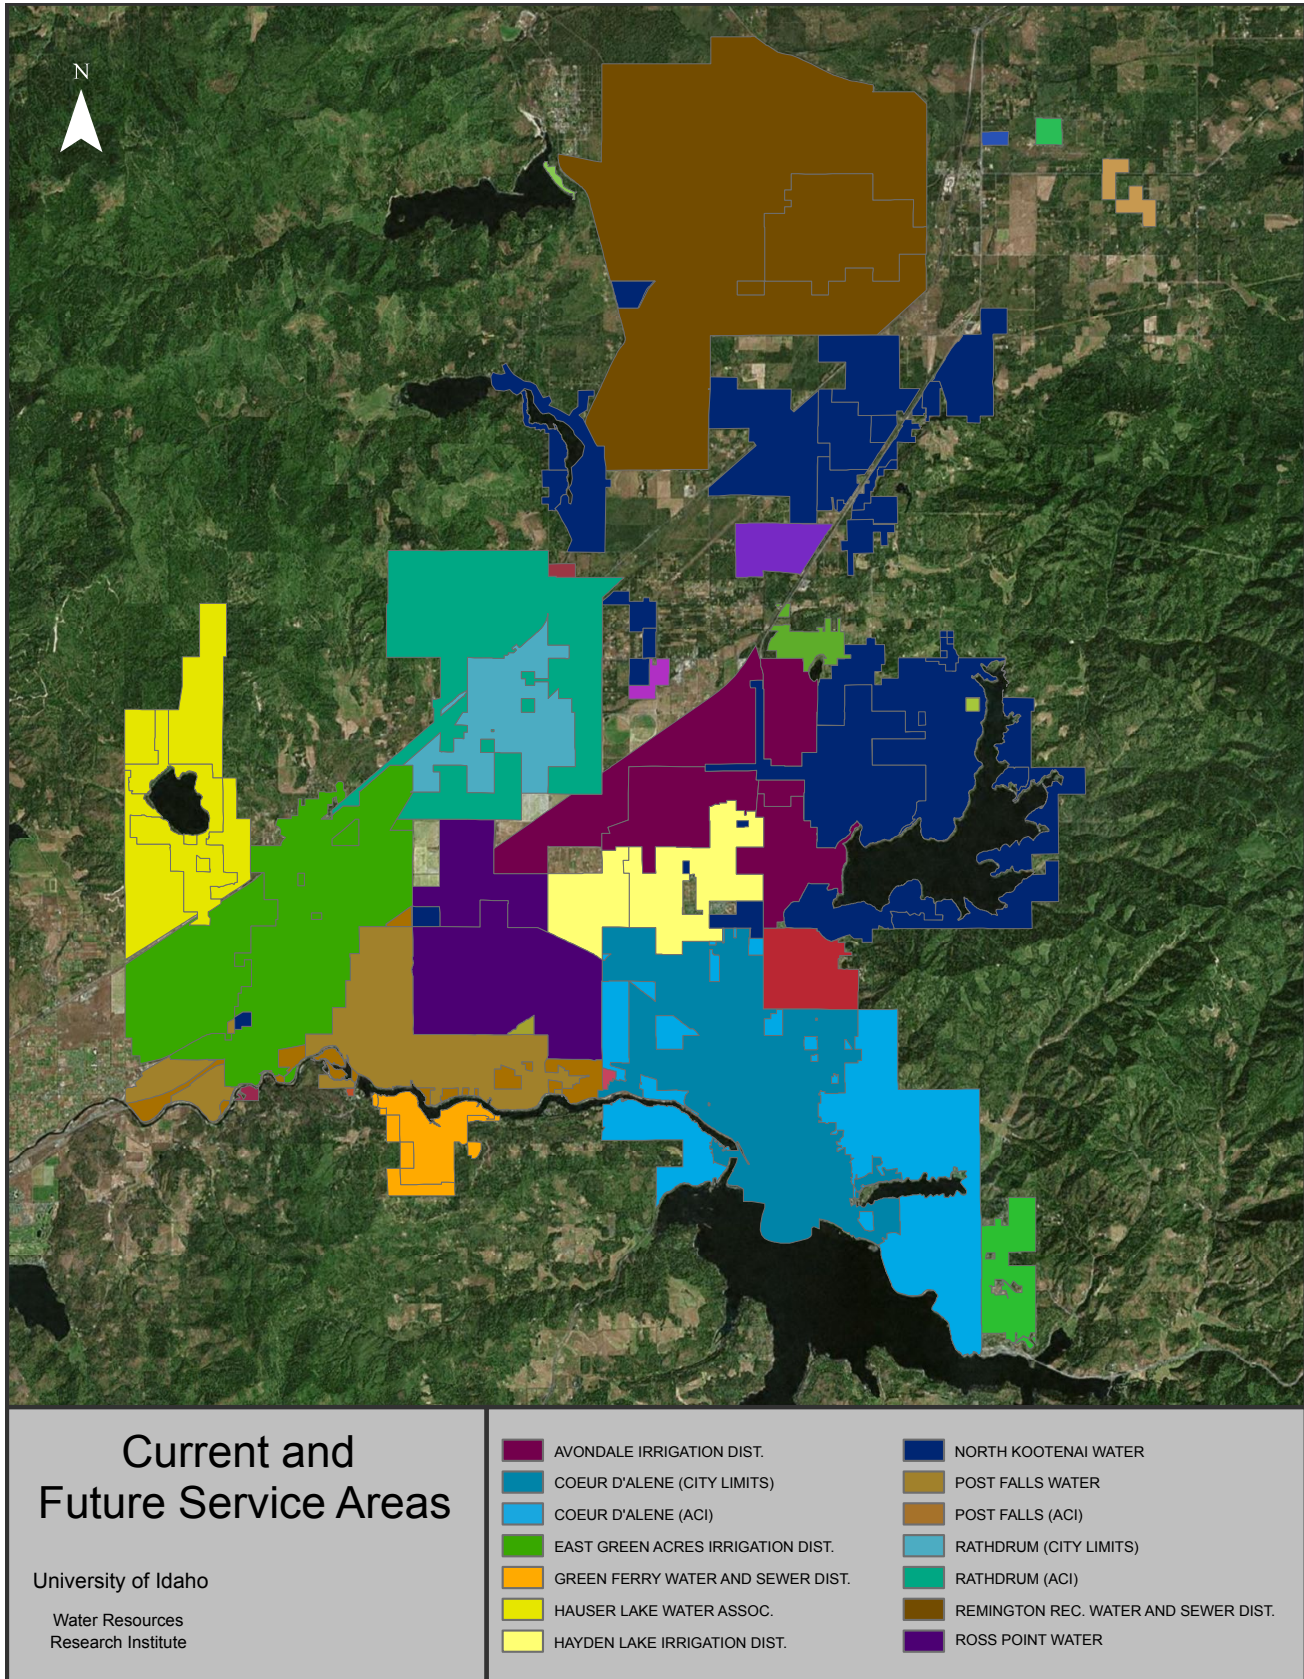 N
Current and
Future Service Areas
University of Idaho
Water Resources
Research Institute
AVONDALE IRRIGATION DIST.
COEUR D'ALENE (CITY LIMITS)
COEUR D'ALENE (ACI)
EAST GREEN ACRES IRRIGATION DIST.
GREEN FERRY WATER AND SEWER DIST.
HAUSER LAKE WATER ASSOC.
HAYDEN LAKE IRRIGATION DIST.
NORTH KOOTENAI WATER
POST FALLS WATER
POST FALLS (ACI)
RATHDRUM (CITY LIMITS)
RATHDRUM (ACI)
REMINGTON REC. WATER AND SEWER DIST.
ROSS POINT WATER